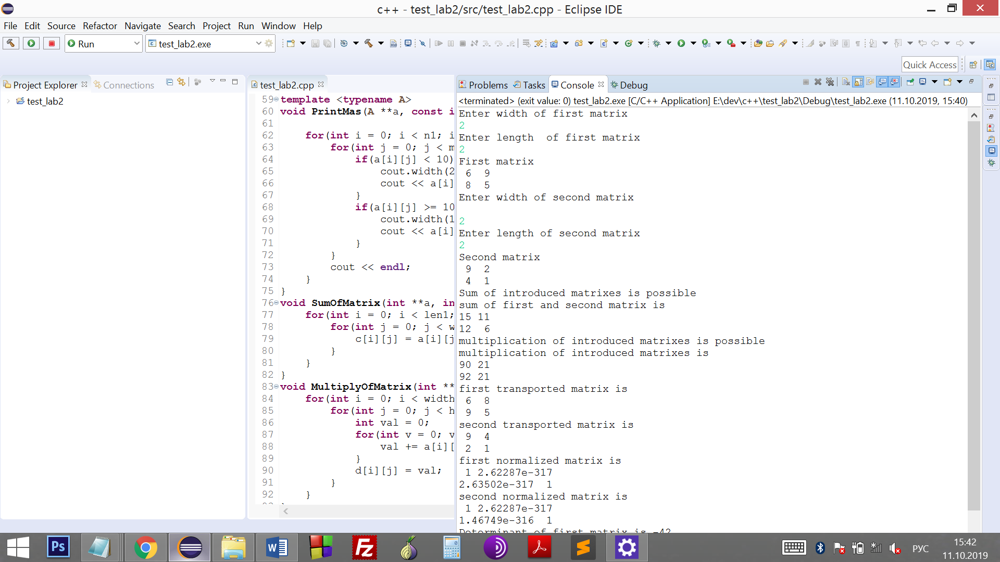 c++ - test_lab2/src/test_lab2.cpp - Eclipse IDE
File Edit Source Refactor Navigate Search Project Run Window Help
Run
test_lab2.exe
Quick Access
Project Explorer
Connections
test_lab2
test_lab2.cpp
59 template <typename A>
60 void PrintMas(A **a, const i
61
62 for(int i = 0; i < n1; i
63 for(int j = 0; j < m
64 if(a[i][j] < 10)
65 cout.width(2
66 cout << a[i]
67 }
68 if(a[i][j] >= 10
69 cout.width(1
70 cout << a[i]
71 }
72 }
73 cout << endl;
74 }
75 }
76 void SumOfMatrix(int **a, in
77 for(int i = 0; i < len1;
78 for(int j = 0; j < w
79 c[i][j] = a[i][j
80 }
81 }
82 }
83 void MultiplyOfMatrix(int **
84 for(int i = 0; i < width
85 for(int j = 0; j < h
86 int val = 0;
87 for(int v = 0; v
88 val += a[i][
89 }
90 d[i][j] = val;
91 }
92 }
Problems Tasks Console Debug
<terminated> (exit value: 0) test_lab2.exe [C/C++ Application] E:\dev\c++\test_lab2\Debug\test_lab2.exe (11.10.2019, 15:40)
Enter width of first matrix
2
Enter length  of first matrix
2
First matrix
6 9
8 5
Enter width of second matrix
2
Enter length of second matrix
2
Second matrix
9 2
4 1
Sum of introduced matrixes is possible
sum of first and second matrix is
15 11
12 6
multiplication of introduced matrixes is possible
multiplication of introduced matrixes is
90 21
92 21
first transported matrix is
6 8
9 5
second transported matrix is
9 4
2 1
first normalized matrix is
1 2.62287e-317
2.63502e-317 1
second normalized matrix is
1 2.62287e-317
1.46749e-316 1
Determinant of first matrix is -42
Ps
W
Fz
0
S
РУС
15:42
11.10.2019